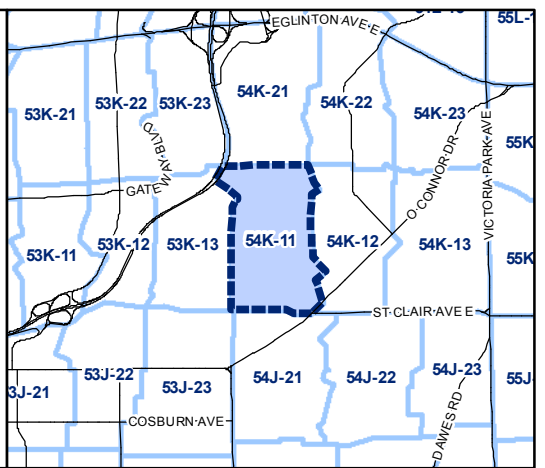 55L-1
EGLINTON AVE E
54K-21
53K-21
53K-22
53K-23
54K-22
54K-23
55K
GATEWAY BLVD
O CONNOR DR
VICTORIA PARK AVE
53K-11
53K-12
53K-13
54K-11
54K-12
54K-13
55K
ST CLAIR AVE E
3J-21
53J-22
53J-23
54J-21
54J-22
54J-23
55J-
COSBURN AVE
DAWES RD